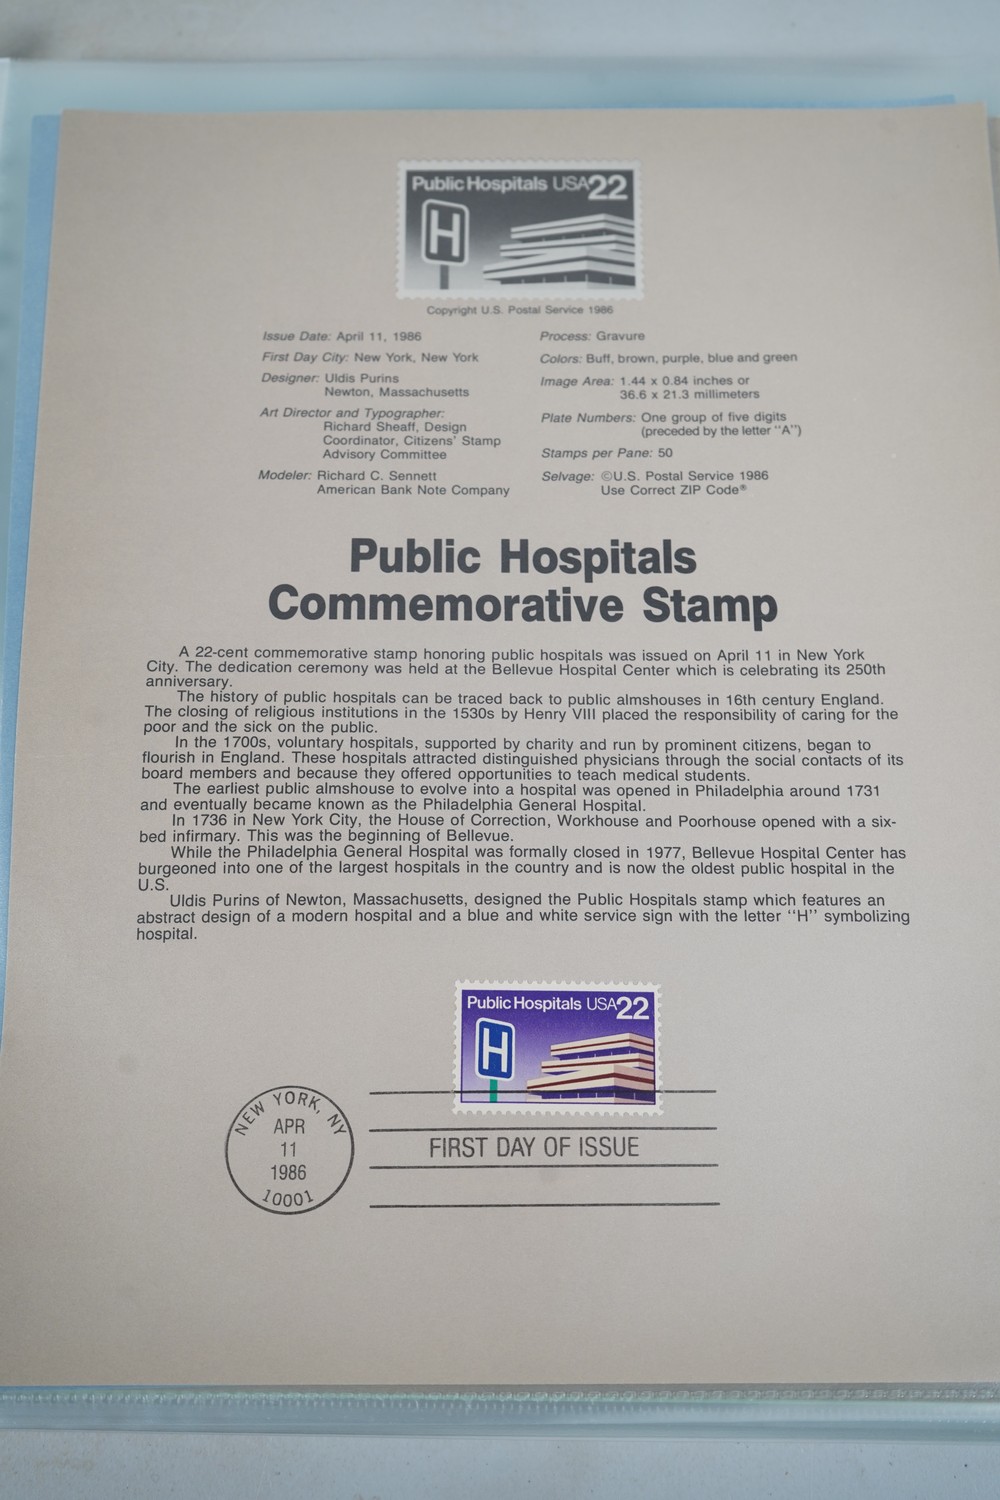 Public Hospitals USA 22
H
Copyright U.S. Postal Service 1986
Issue Date: April 11, 1986
First Day City: New York, New York
Designer: Uldis Purins
Newton, Massachusetts
Art Director and Typographer:
Richard Sheaff, Design
Coordinator, Citizens' Stamp
Advisory Committee
Modeler: Richard C. Sennett
American Bank Note Company
Process: Gravure
Colors: Buff, brown, purple, blue and green
Image Area: 1.44 x 0.84 inches or
36.6 x 21.3 millimeters
Plate Numbers: One group of five digits
(preceded by the letter "A")
Stamps per Pane: 50
Selvage: ©U.S. Postal Service 1986
Use Correct ZIP Code®
Public Hospitals
Commemorative Stamp
A 22-cent commemorative stamp honoring public hospitals was issued on April 11 in New York
City. The dedication ceremony was held at the Bellevue Hospital Center which is celebrating its 250th
anniversary.
The history of public hospitals can be traced back to public almshouses in 16th century England.
The closing of religious institutions in the 1530s by Henry VIII placed the responsibility of caring for the
poor and the sick on the public.
In the 1700s, voluntary hospitals, supported by charity and run by prominent citizens, began to
flourish in England. These hospitals attracted distinguished physicians through the social contacts of its
board members and because they offered opportunities to teach medical students.
The earliest public almshouse to evolve into a hospital was opened in Philadelphia around 1731
and eventually became known as the Philadelphia General Hospital.
In 1736 in New York City, the House of Correction, Workhouse and Poorhouse opened with a six-
bed infirmary. This was the beginning of Bellevue.
While the Philadelphia General Hospital was formally closed in 1977, Bellevue Hospital Center has
burgeoned into one of the largest hospitals in the country and is now the oldest public hospital in the
U.S.
Uldis Purins of Newton, Massachusetts, designed the Public Hospitals stamp which features an
abstract design of a modern hospital and a blue and white service sign with the letter "H" symbolizing
hospital.
Public Hospitals USA 22
H
NEW YORK, NY
APR
11
1986
10001
FIRST DAY OF ISSUE